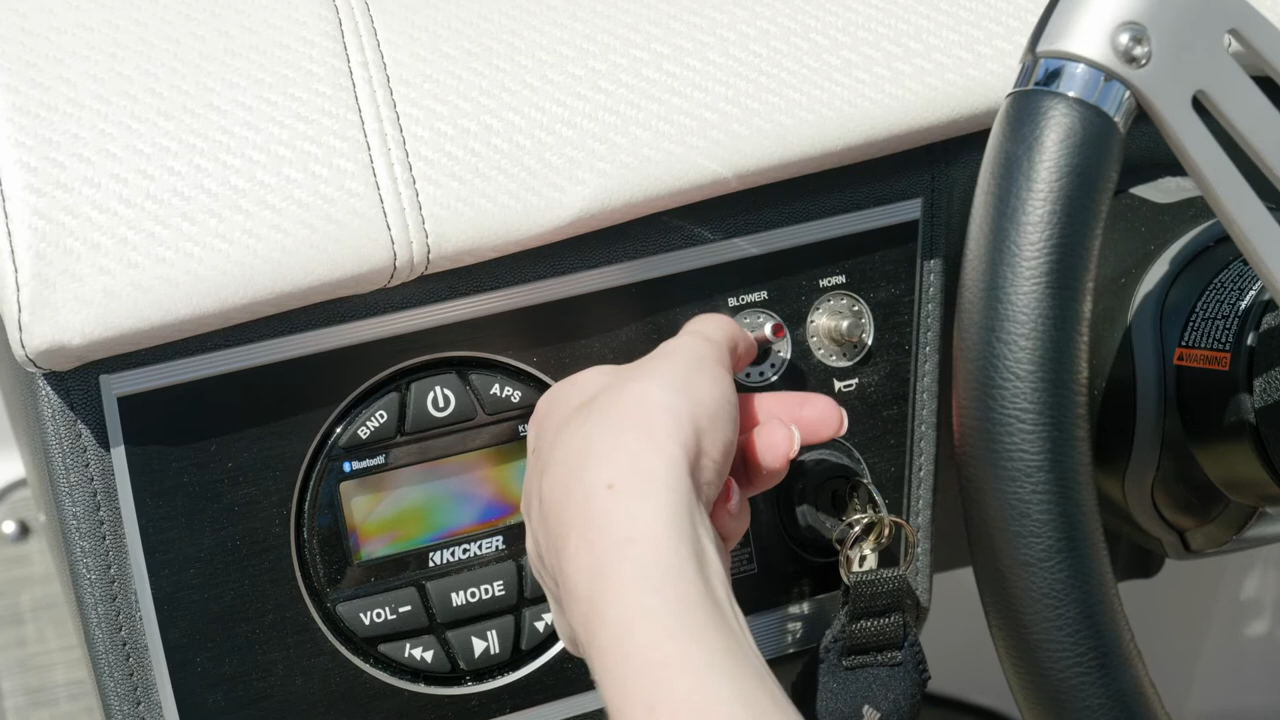 BLOWER
HORN
BND
APS
Bluetooth
KICKER
VOL-
MODE
WARNING